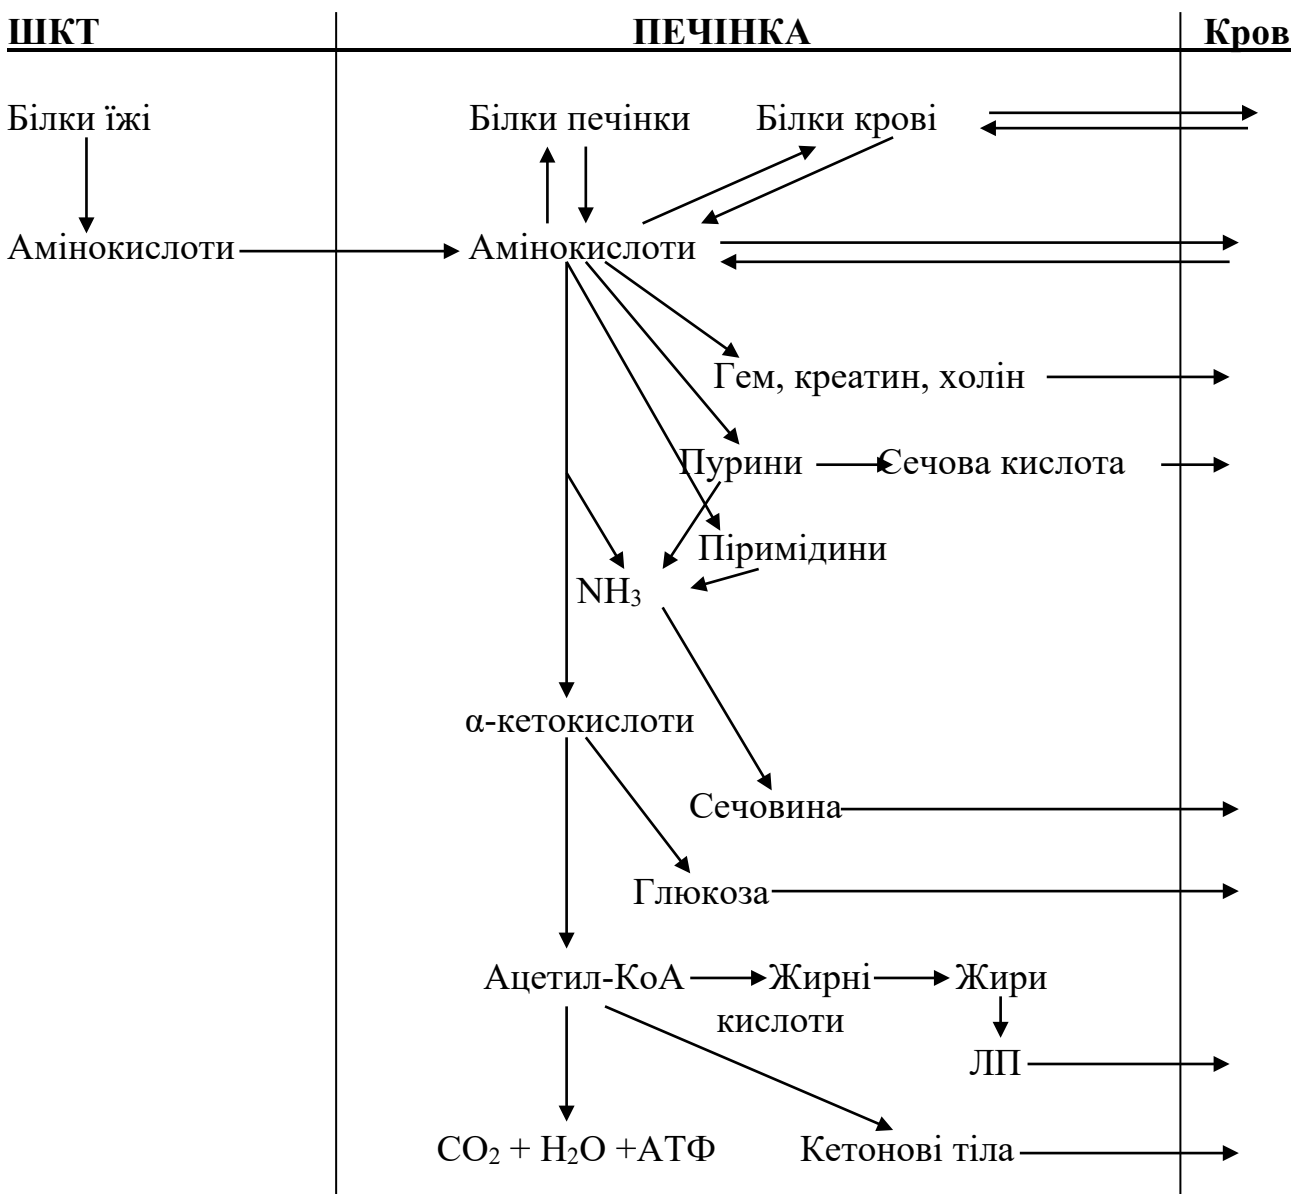 ШКТ ПЕЧІНКА Кров
Білки їжі Білки печінки Білки крові
Амінокислоти Амінокислоти
Гем, креатин, холін
Пурини Сечова кислота
Піримідини
NH₃
α-кетокислоти
Сечовина
Глюкоза
Ацетил-КоА Жирні Жири
кислоти
ЛП
CO₂ + H₂O +АТФ Кетонові тіла